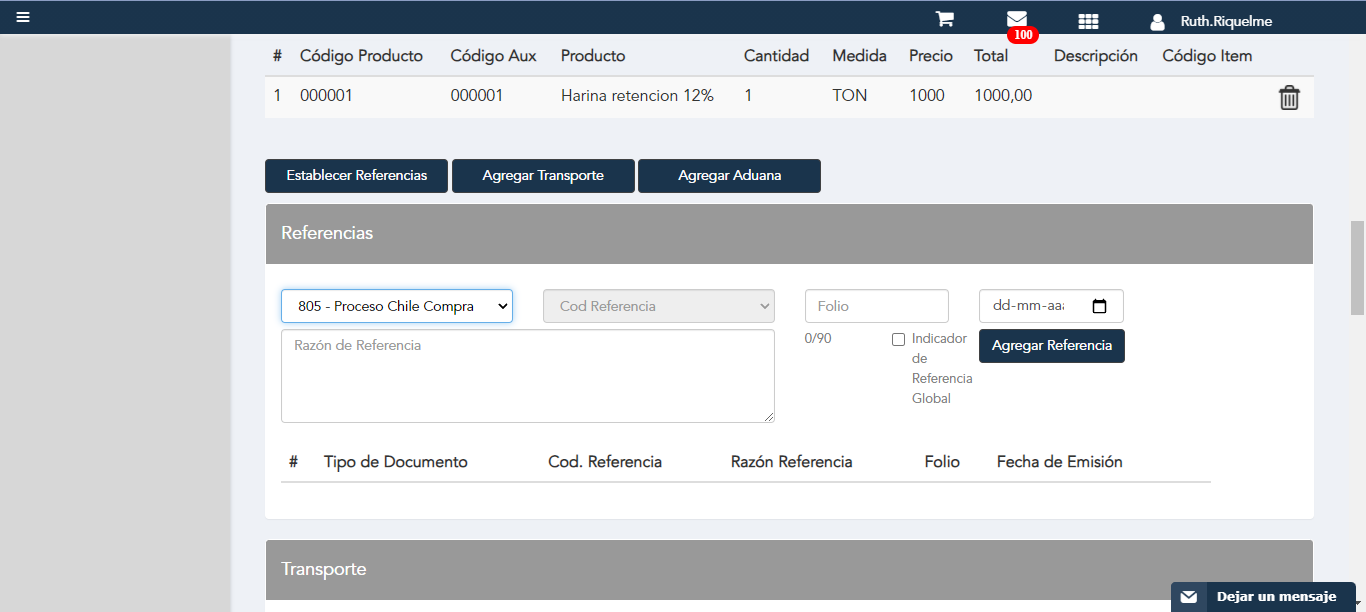 Ruth.Riquelme
100
# Código Producto Código Aux Producto Cantidad Medida Precio Total Descripción Código Item
1 000001 000001 Harina retencion 12% 1 TON 1000 1000,00
Establecer Referencias Agregar Transporte Agregar Aduana
Referencias
805 - Proceso Chile Compra Cod Referencia Folio dd-mm-aaa
Razón de Referencia 0/90 Indicador Agregar Referencia
de
Referencia
Global
# Tipo de Documento Cod. Referencia Razón Referencia Folio Fecha de Emisión
Transporte
Dejar un mensaje